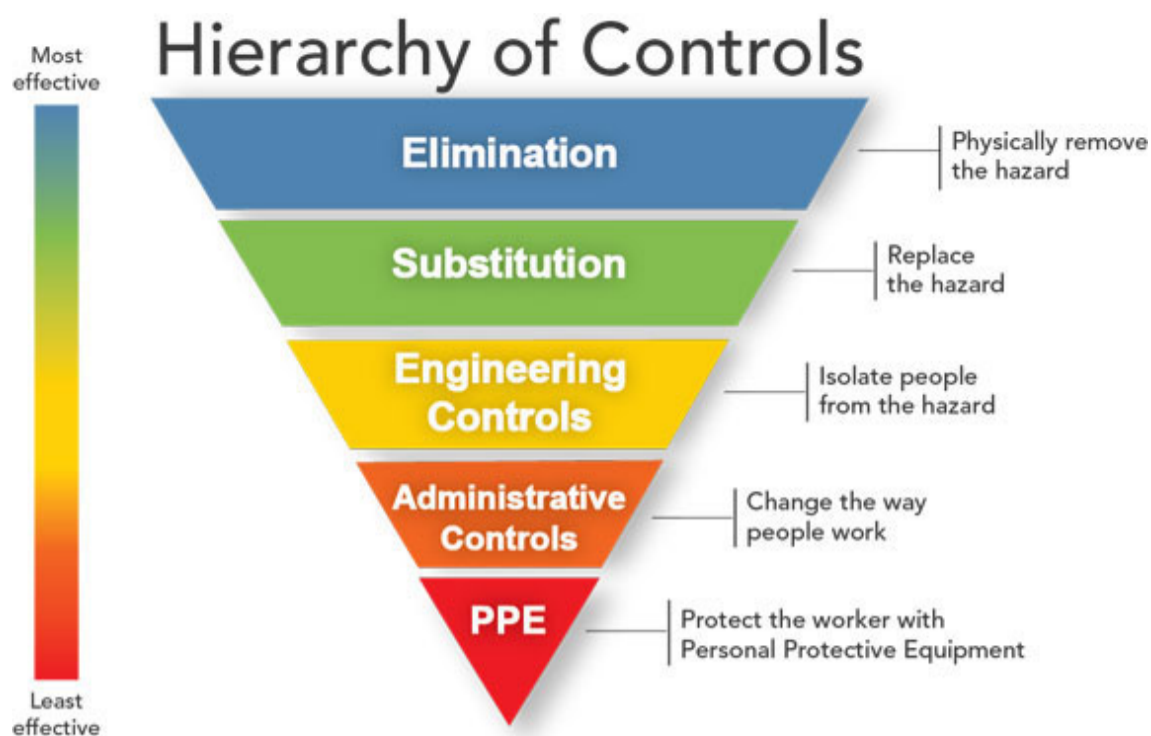 Hierarchy of Controls
Most
effective
Elimination
Physically remove
the hazard
Substitution
Replace
the hazard
Engineering
Controls
Isolate people
from the hazard
Administrative
Controls
Change the way
people work
PPE
Protect the worker with
Personal Protective Equipment
Least
effective